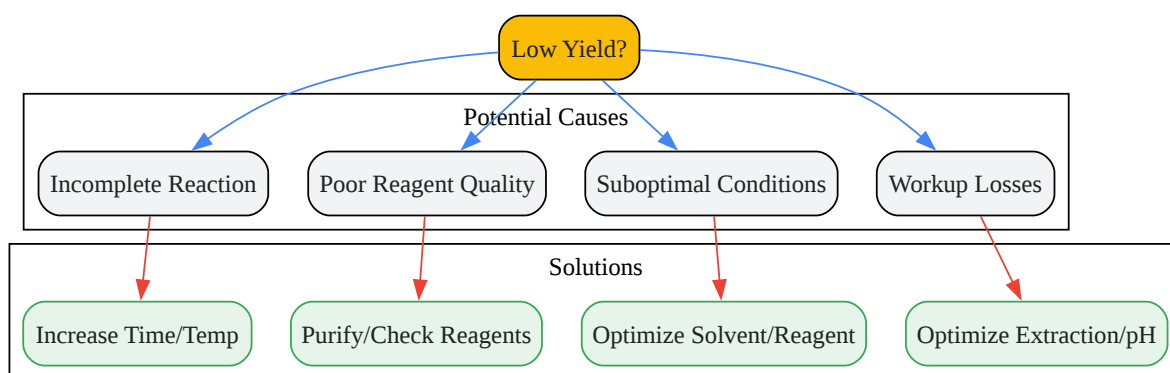 Low Yield?
Potential Causes
Incomplete Reaction
Poor Reagent Quality
Suboptimal Conditions
Workup Losses
Solutions
Increase Time/Temp
Purify/Check Reagents
Optimize Solvent/Reagent
Optimize Extraction/pH